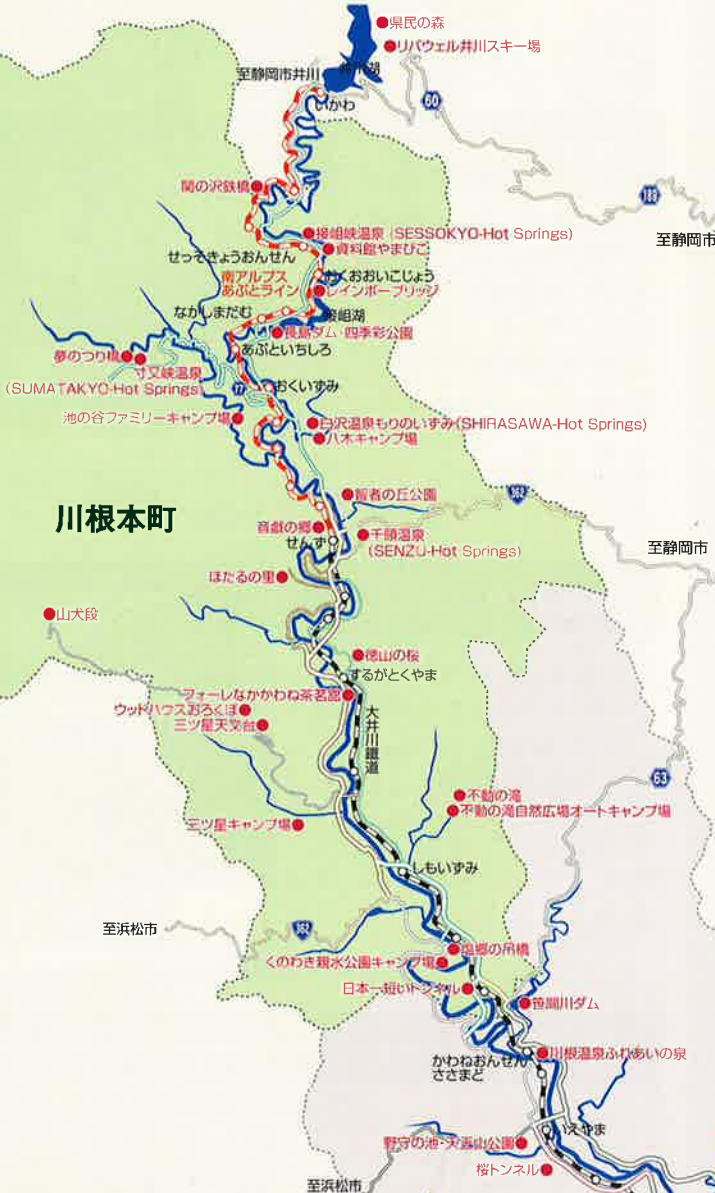 県民の森
リバウェル井川スキー場
至静岡市井川
いかわ
60
関の沢鉄橋
189
至静岡市
接岨峡温泉 (SESSOKYO-Hot Springs)
資料館やまびこ
せっそきょうおんせん
南アルプス
あぷとライン
おくおおいこじょう
レインボーブリッジ
ながしまだむ
接岨湖
長島ダム・四季彩公園
夢のつり橋
あぷといちしろ
寸又峡温泉
(SUMATAKYO-Hot Springs)
77
おくいずみ
池の谷ファミリーキャンプ場
白沢温泉もりのいずみ(SHIRASAWA-Hot Springs)
八木キャンプ場
智者の丘公園
362
川根本町
音戯の郷
せんず
千頭温泉
(SENZU-Hot Springs)
至静岡市
ほたるの里
山犬段
徳山の桜
するがとくやま
フォーレなかかわね茶茗舘
ウッドハウスおろくぼ
三ツ星天文台
大井川鐵道
63
不動の滝
不動の滝自然広場オートキャンプ場
三ツ星キャンプ場
しもいずみ
至浜松市
362
塩郷の吊橋
くのわき親水公園キャンプ場
日本一短いトンネル
笹間川ダム
川根温泉ふれあいの泉
かわねおんせん
ささまど
いえやま
野守の池・天王山公園
桜トンネル
至浜松市